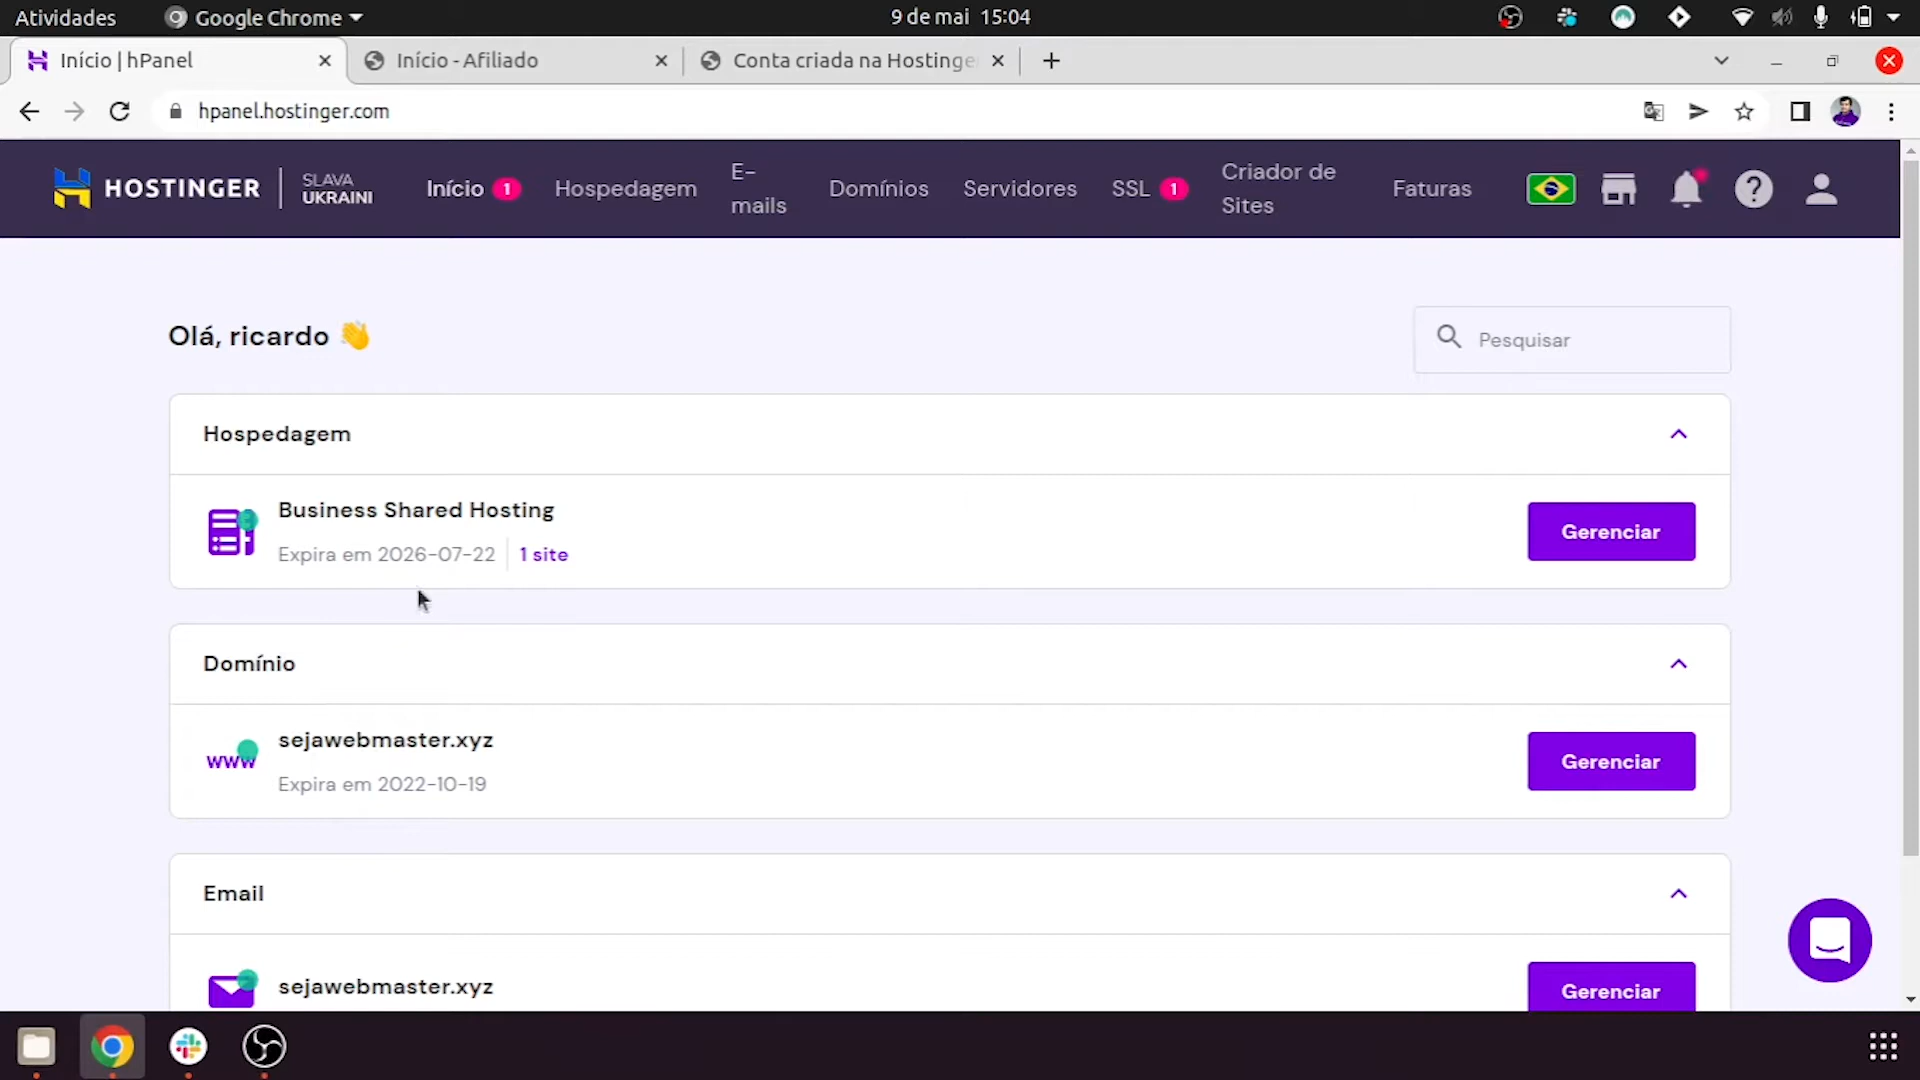 Atividades
Google Chrome
9 de mai 15:04
Início | hPanel
Início - Afiliado
Conta criada na Hostinge
hpanel.hostinger.com
HOSTINGER
SLAVA
UKRAINI
Início 1
Hospedagem
E-
mails
Domínios
Servidores
SSL 1
Criador de
Sites
Faturas
Olá, ricardo 👋
Pesquisar
Hospedagem
Business Shared Hosting
Expira em 2026-07-22
1 site
Gerenciar
Domínio
www
sejawebmaster.xyz
Expira em 2022-10-19
Gerenciar
Email
sejawebmaster.xyz
Gerenciar